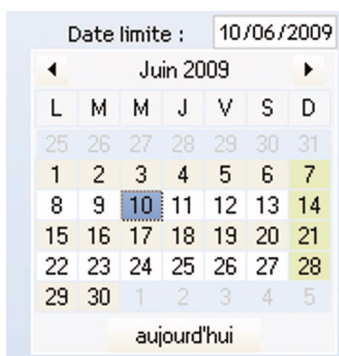 Date limite : 10/06/2009
Juin 2009
L M M J V S D
25 26 27 28 29 30 31
1 2 3 4 5 6 7
8 9 10 11 12 13 14
15 16 17 18 19 20 21
22 23 24 25 26 27 28
29 30 1 2 3 4 5
aujourd'hui